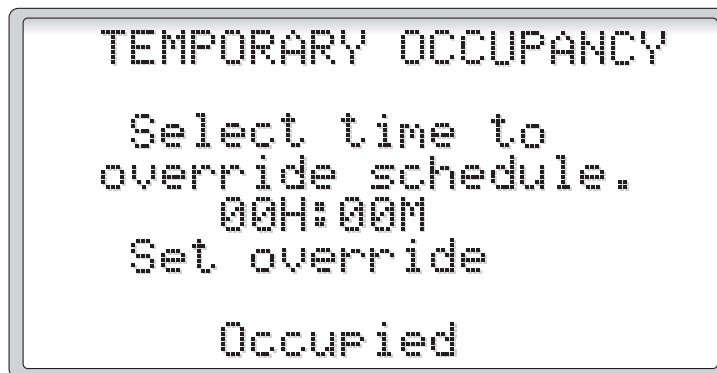 TEMPORARY OCCUPANCY
Select time to
override schedule.
00H:00M
Set override
Occupied